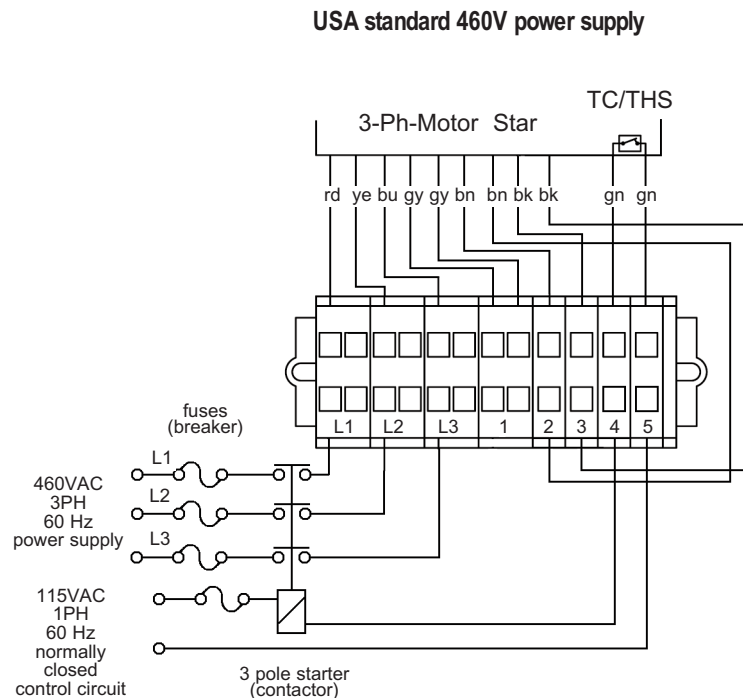 USA standard 460V power supply
TC/THS
3-Ph-Motor Star
rd ye bu gy gy bn bn bk bk gn gn
L1 L2 L3 1 2 3 4 5
fuses
(breaker)
L1
L2
L3
460VAC
3PH
60 Hz
power supply
115VAC
1PH
60 Hz
normally
closed
control circuit
3 pole starter
(contactor)